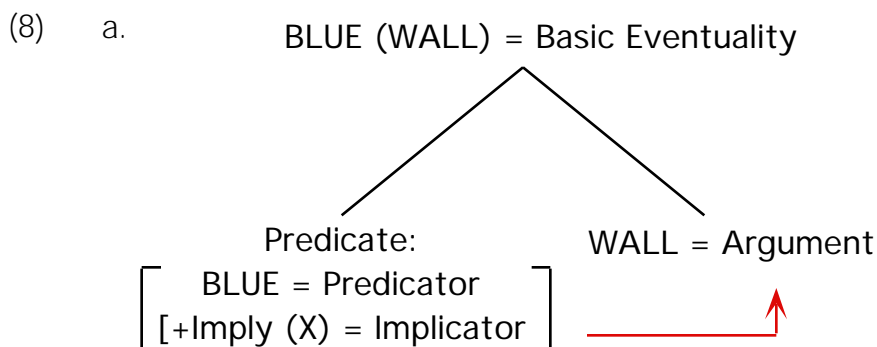 (8) a. BLUE (WALL) = Basic Eventuality
Predicate: WALL = Argument
BLUE = Predicator
[+Imply (X) = Implicator